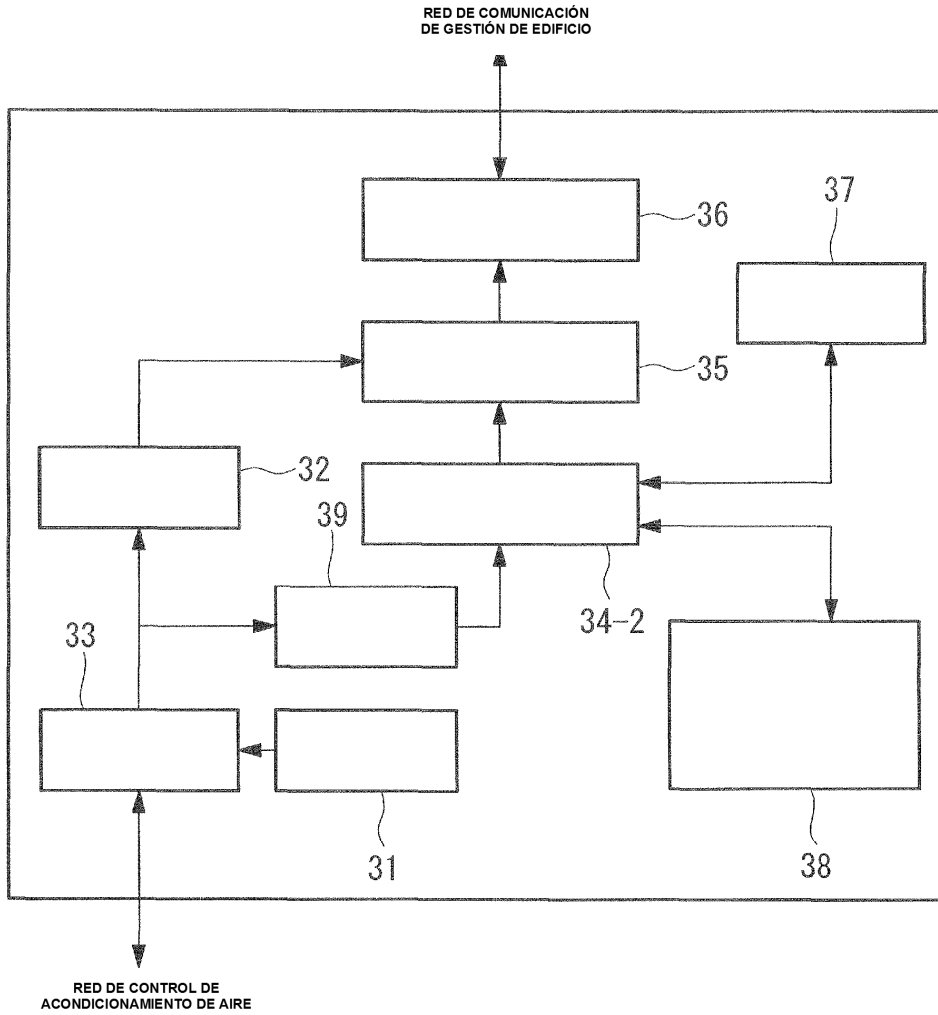 RED DE COMUNICACIÓN
DE GESTIÓN DE EDIFICIO
37
36
35
32
39
34-2
33
31
38
RED DE CONTROL DE
ACONDICIONAMIENTO DE AIRE